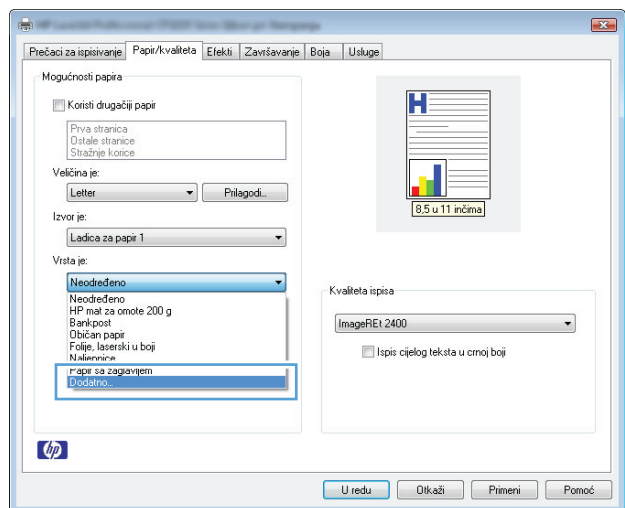 Prečaci za ispisivanje Papir/kvaliteta Efekti Završavanje Boja Usluge
Mogućnosti papira
Koristi drugačiji papir
Prva stranica
Ostale stranice
Stražnje korice
Veličina je:
Letter Prilagodi...
Izvor je:
Ladica za papir 1
Vrsta je:
Neodređeno
Neodređeno
HP mat za omote 200 g
Bankpost
Običan papir
Folije, laserski u boji
Naljepnice
Papir sa zaglavljem
Dodatno...
H
8,5 u 11 inčima
Kvaliteta ispisa
ImageREt 2400
Ispis cijelog teksta u crnoj boji
hp
U redu Otkaži Primeni Pomoć